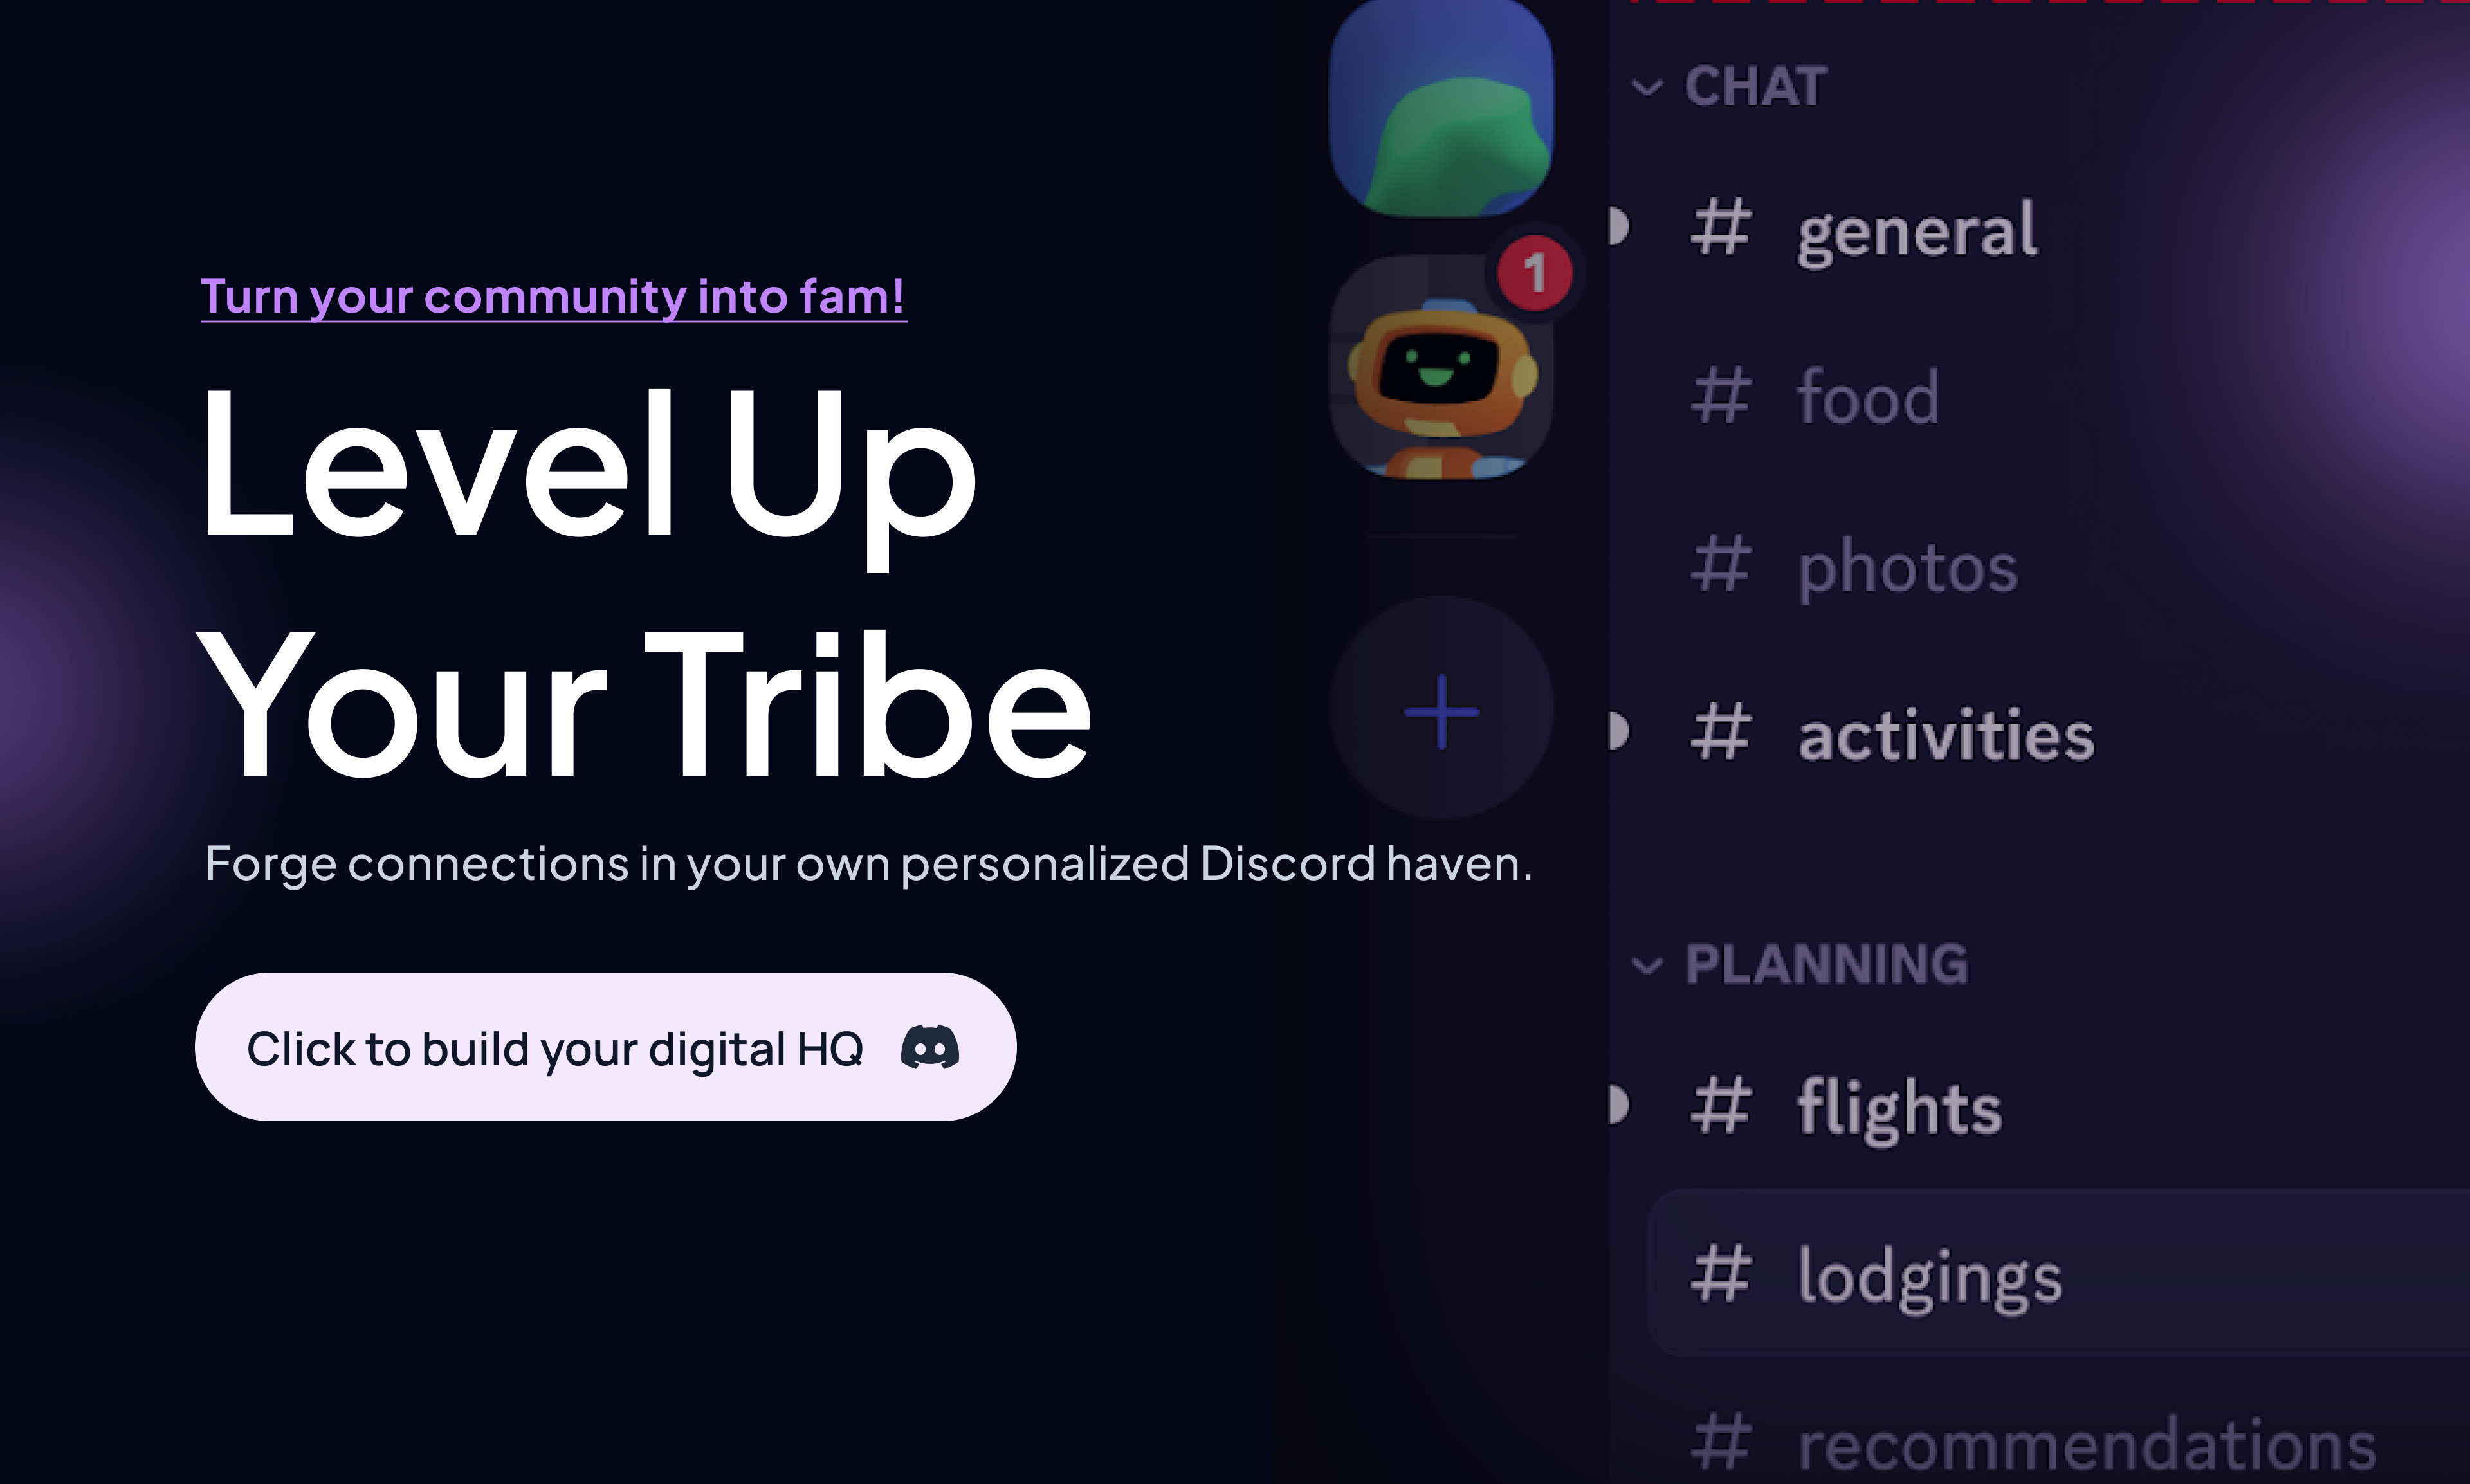 Turn your community into fam!
Level Up
Your Tribe
Forge connections in your own personalized Discord haven.
Click to build your digital HQ
1
CHAT
# general
# food
# photos
# activities
PLANNING
# flights
# lodgings
# recommendations